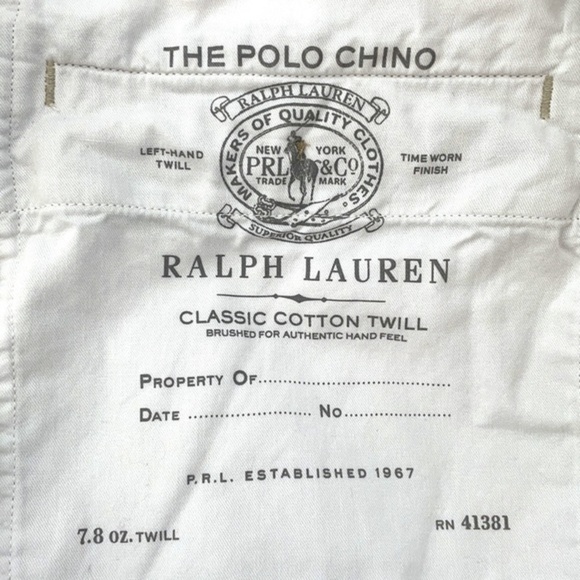 THE POLO CHINO
RALPH LAUREN
MAKERS OF QUALITY CLOTHES
NEW YORK
PRL &CO
TRADE MARK
SUPERIOR QUALITY
LEFT-HAND
TWILL
TIME WORN
FINISH
RALPH LAUREN
CLASSIC COTTON TWILL
BRUSHED FOR AUTHENTIC HAND FEEL
PROPERTY OF....................................
DATE ....................... NO....................
P.R.L. ESTABLISHED 1967
7.8 OZ. TWILL
RN 41381